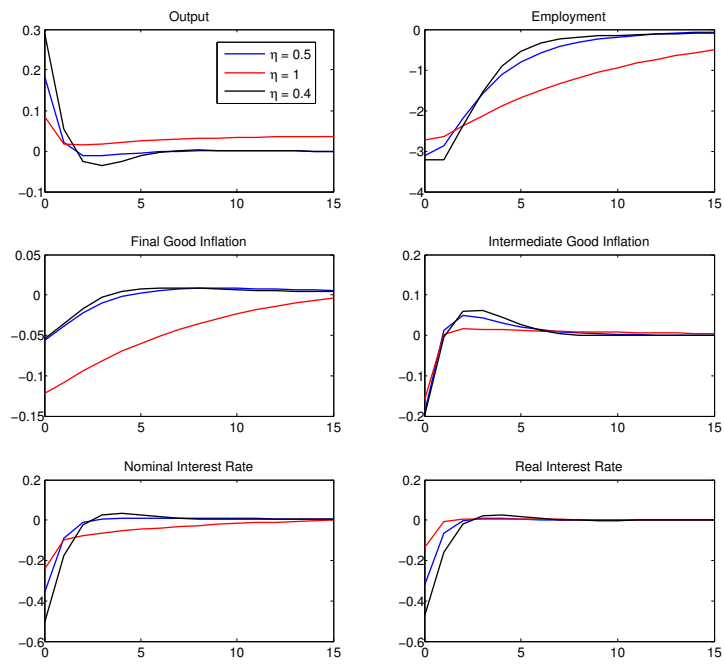 Output
0.3
0.2
0.1
0
−0.1
0 5 10 15
η = 0.5
η = 1
η = 0.4
Employment
0
−1
−2
−3
−4
0 5 10 15
Final Good Inflation
0.05
0
−0.05
−0.1
−0.15
0 5 10 15
Intermediate Good Inflation
0.2
0.1
0
−0.1
−0.2
0 5 10 15
Nominal Interest Rate
0.2
0
−0.2
−0.4
−0.6
0 5 10 15
Real Interest Rate
0.2
0
−0.2
−0.4
−0.6
0 5 10 15